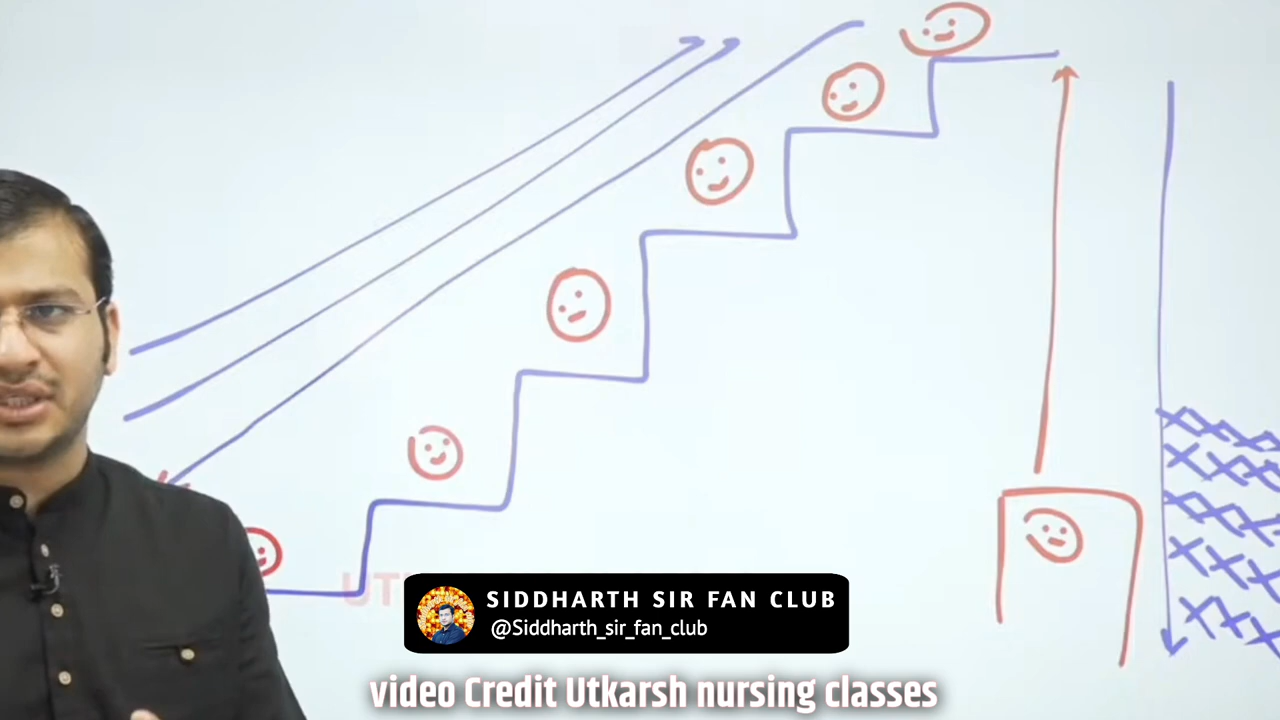 SIDDHARTH SIR FAN CLUB
@Siddharth_sir_fan_club
video Credit Utkarsh nursing classes